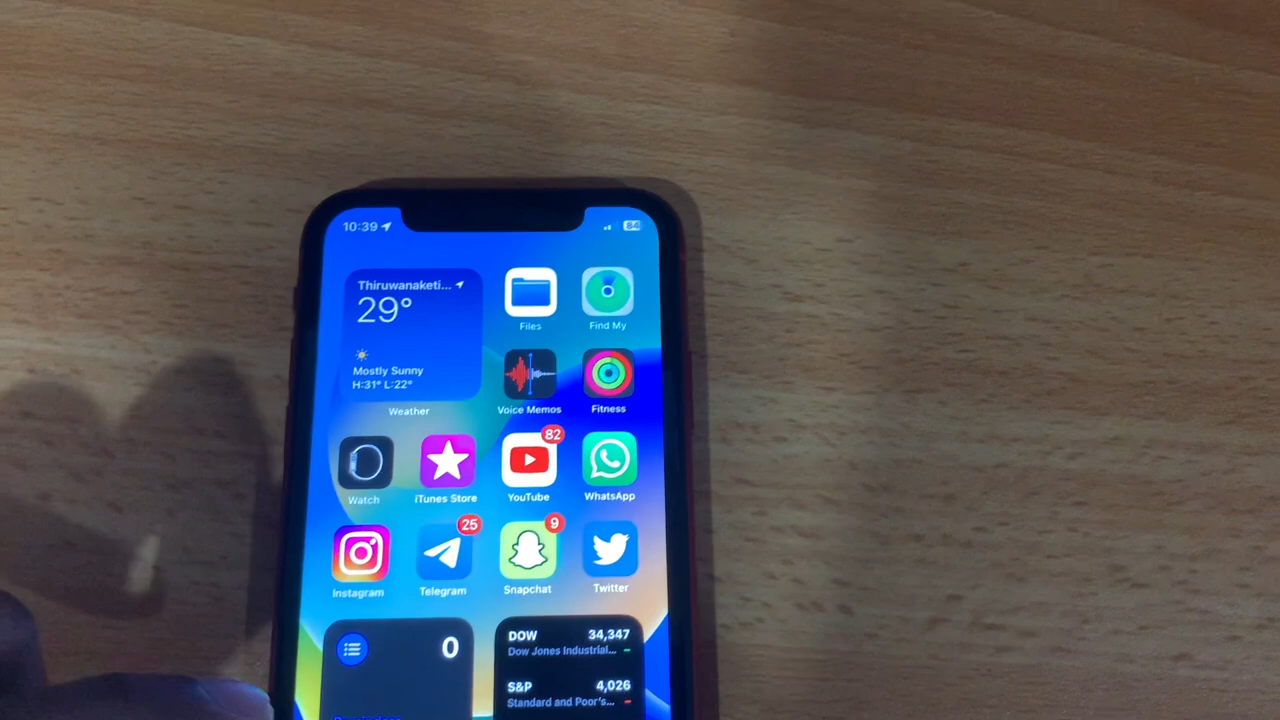 10:39
84
Thiruwanaketi...
29°
Mostly Sunny
H:31° L:22°
Weather
Files
Find My
Voice Memos
Fitness
82
Watch
iTunes Store
YouTube
WhatsApp
25
9
Instagram
Telegram
Snapchat
Twitter
0
DOW 34,347
Dow Jones Industrial...
S&P 4,026
Standard and Poor's...